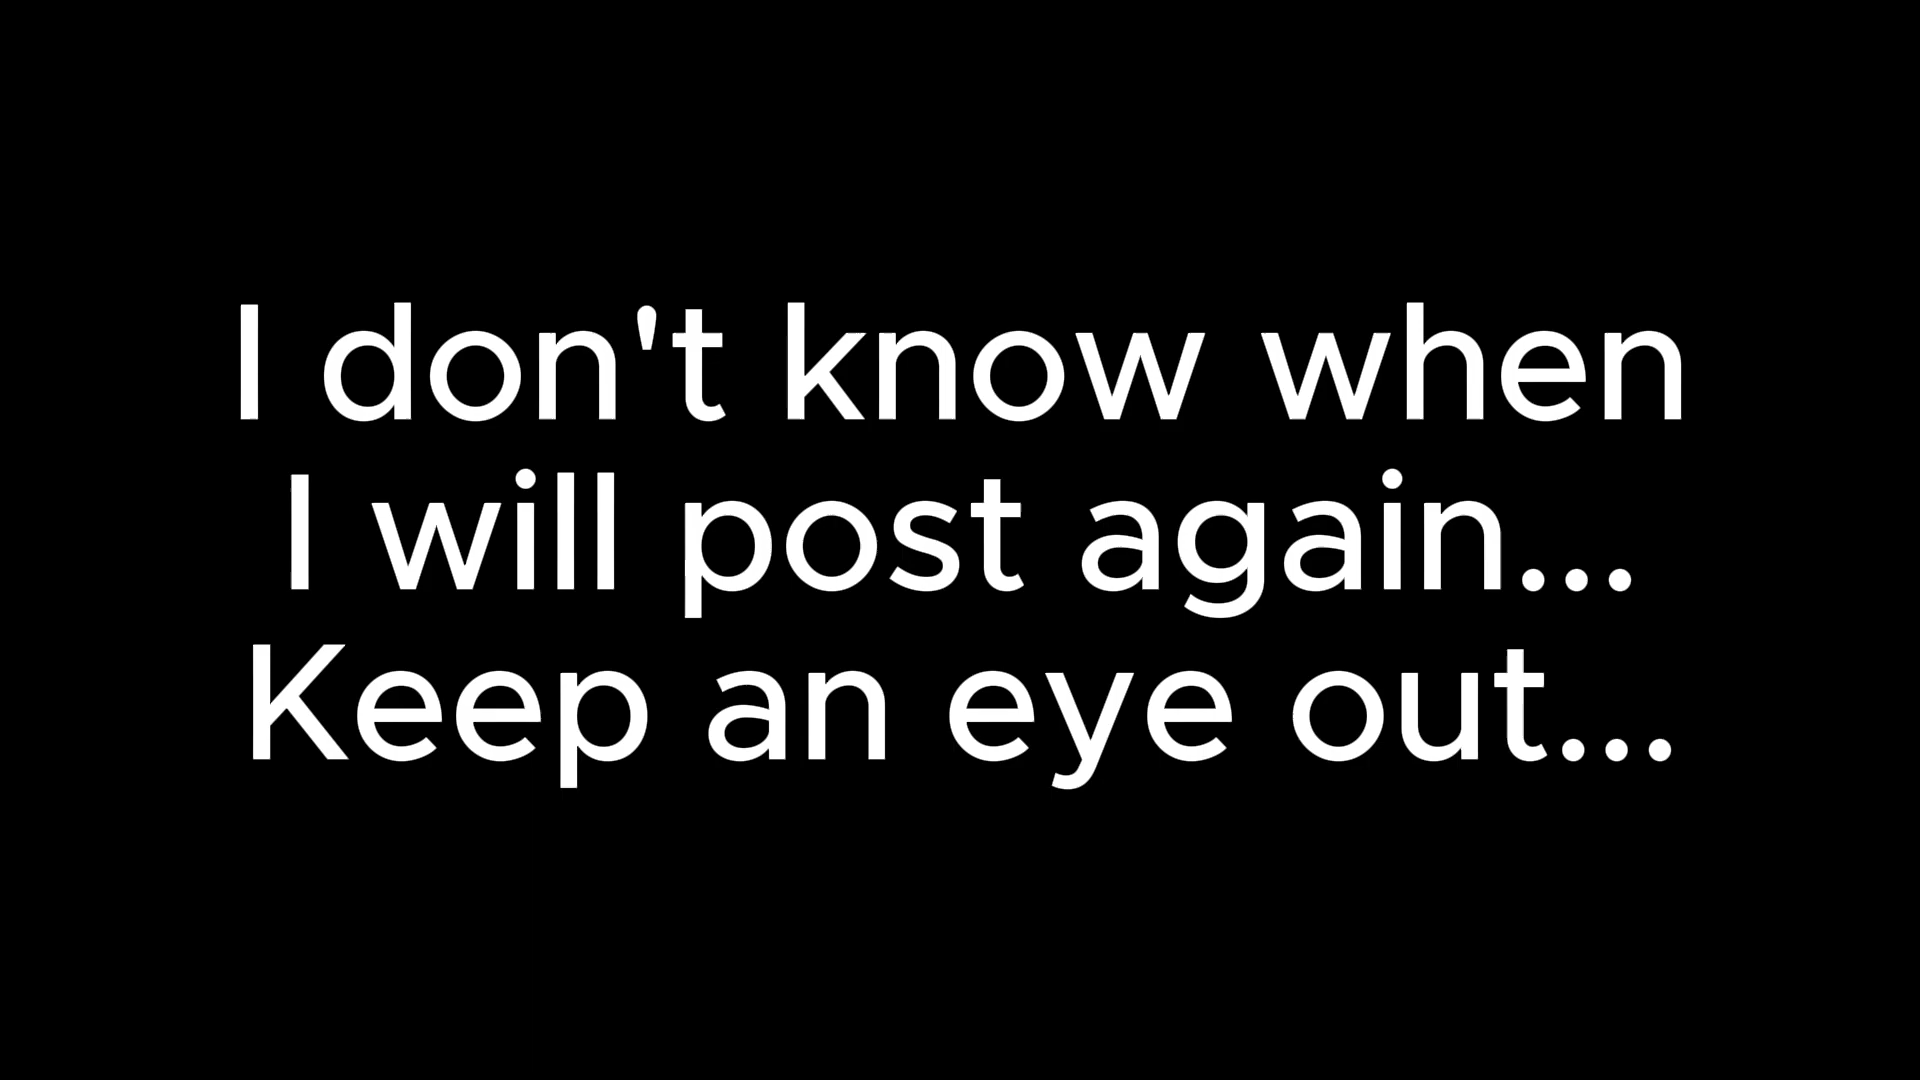 I don't know when
I will post again...
Keep an eye out...